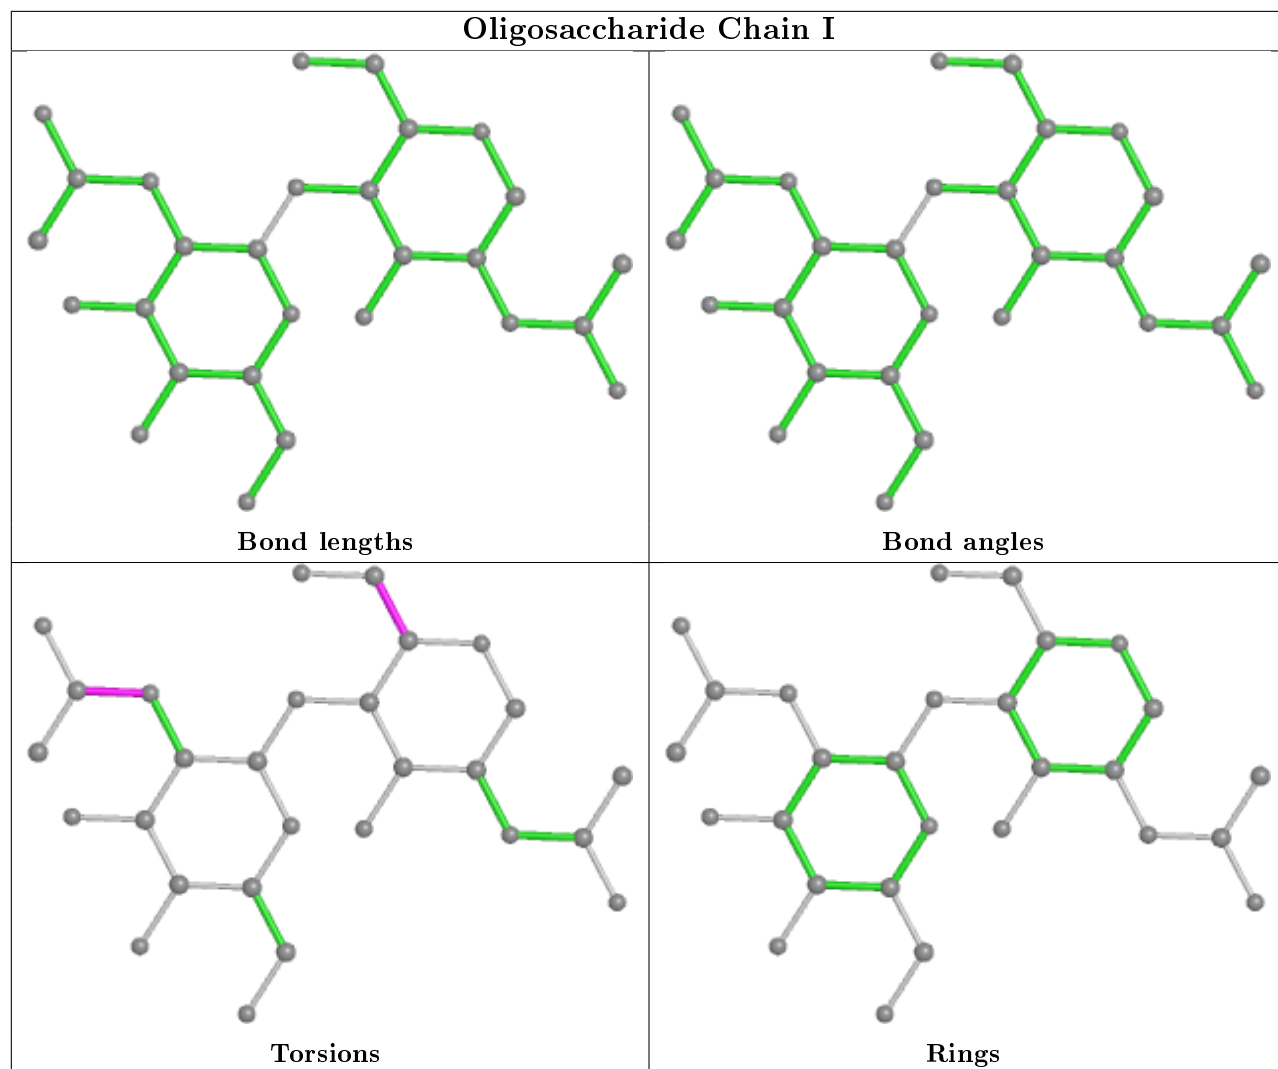 Oligosaccharide Chain I
Bond lengths
Bond angles
Torsions
Rings